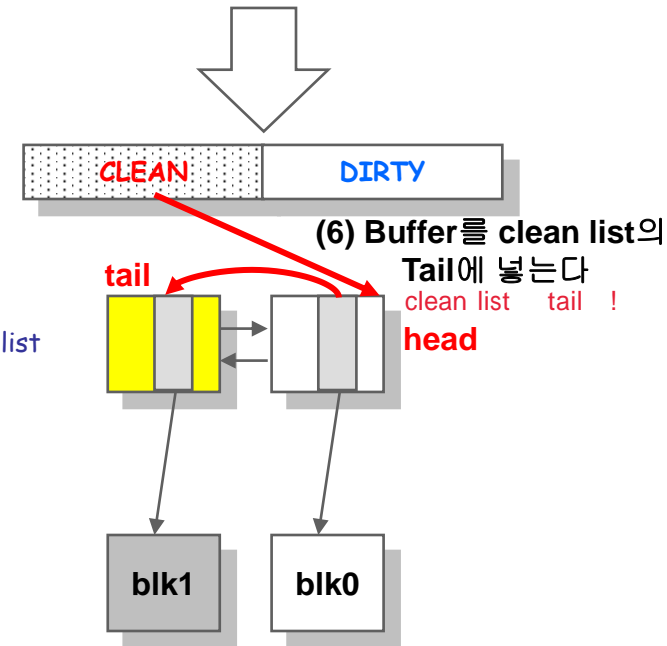 CLEAN
DIRTY
(6) Buffer를 clean list의
Tail에 넣는다
clean list tail !
tail
head
list
blk1
blk0